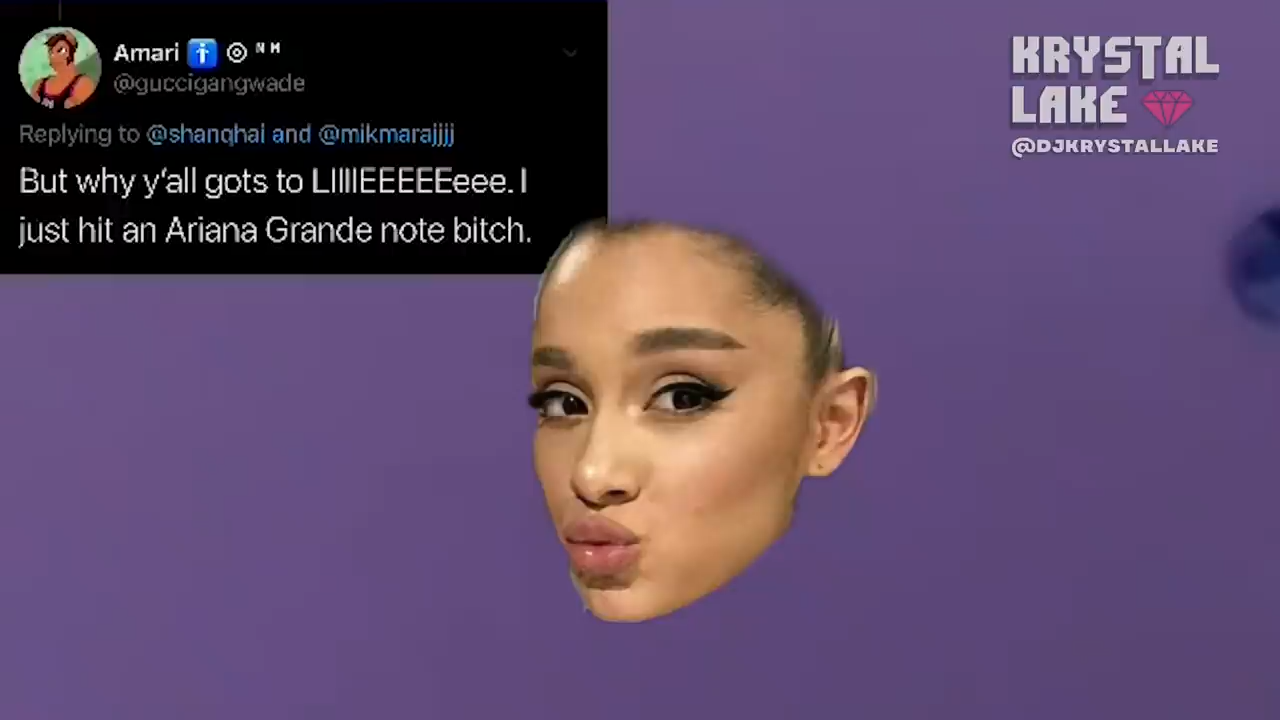 Amari 🚹 ◎ ᴺ ᴹ
@guccigangwade
Replying to @shanqhai and @mikmarajjjj
But why y'all gots to LIIIIEEEEEeee. I
just hit an Ariana Grande note bitch.
KRYSTAL
LAKE
@DJKRYSTALLAKE